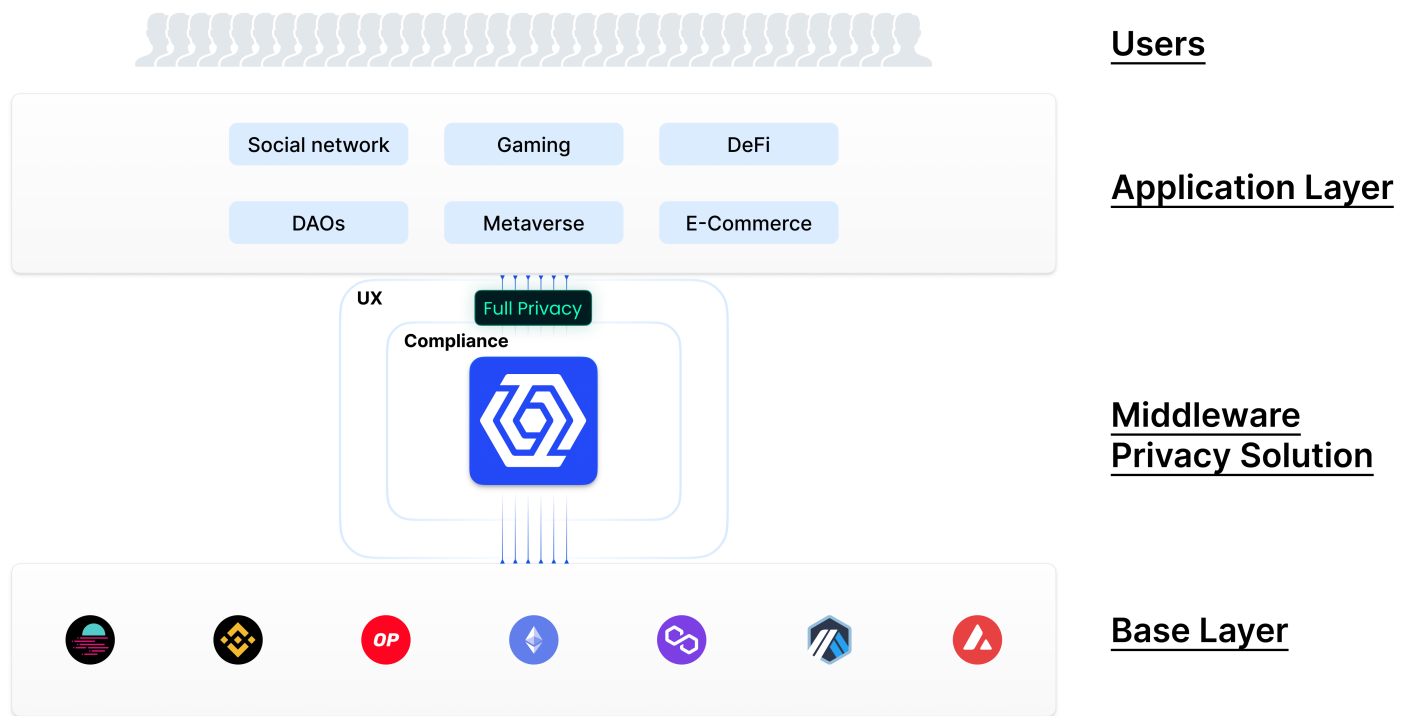 Users
Social network
Gaming
DeFi
Application Layer
DAOs
Metaverse
E-Commerce
UX
Full Privacy
Compliance
Middleware
Privacy Solution
OP
Base Layer